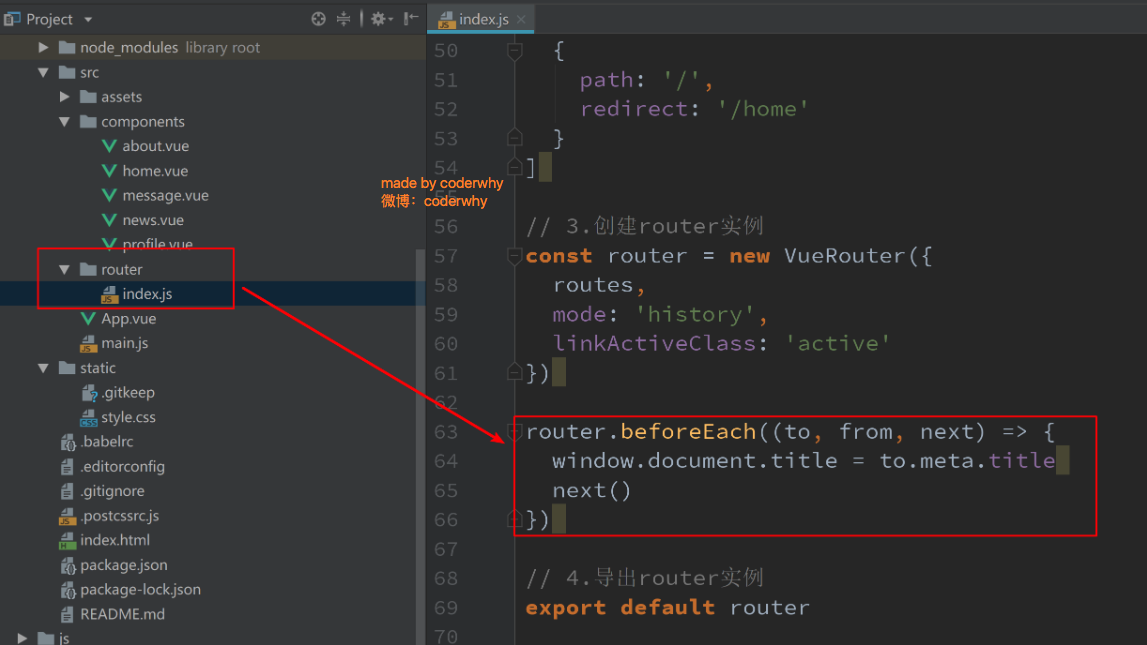 Project
node_modules library root
src
assets
components
about.vue
home.vue
message.vue
news.vue
profile.vue
router
index.js
App.vue
main.js
static
.gitkeep
style.css
.babelrc
.editorconfig
.gitignore
.postcssrc.js
index.html
package.json
package-lock.json
README.md
js
index.js
50 {
51 path: '/',
52 redirect: '/home'
53 }
54 ]
made by coderwhy
微博：coderwhy
55
56 // 3.创建router实例
57 const router = new VueRouter({
58 routes,
59 mode: 'history',
60 linkActiveClass: 'active'
61 })
62
63 router.beforeEach((to, from, next) => {
64 window.document.title = to.meta.title
65 next()
66 })
67
68 // 4.导出router实例
69 export default router
70